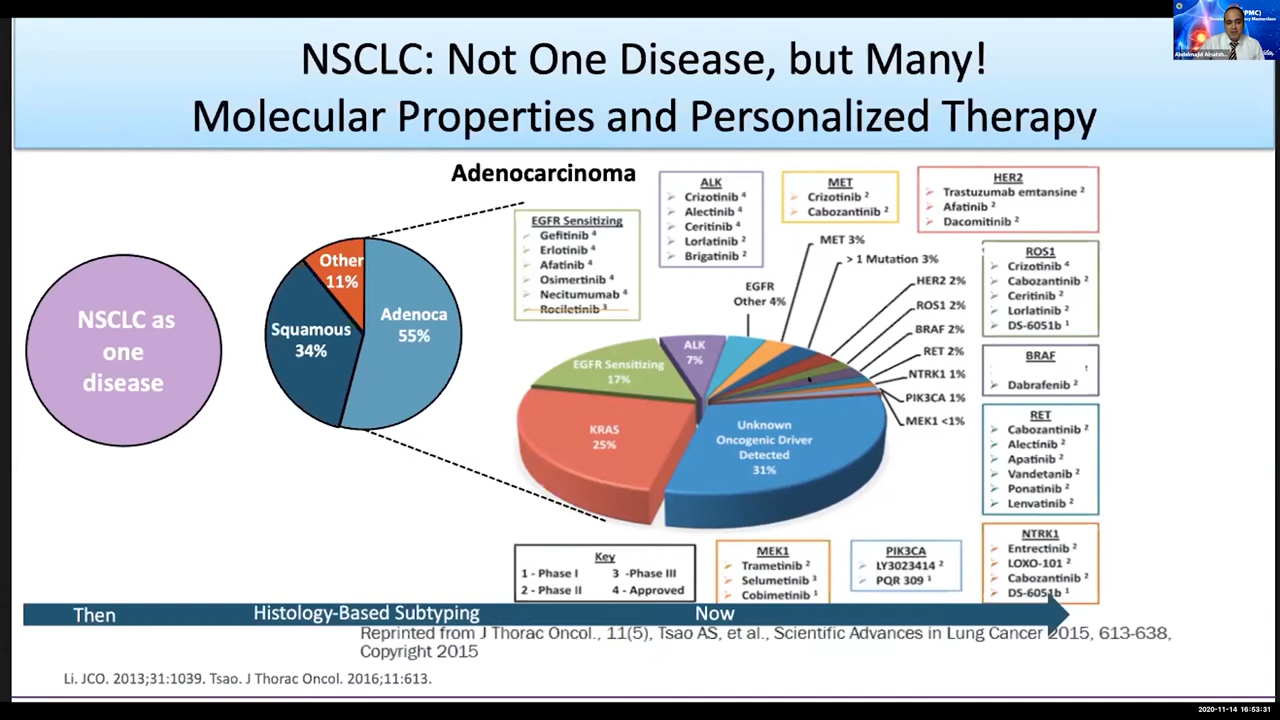 NSCLC: Not One Disease, but Many!
Molecular Properties and Personalized Therapy
(PMC)
Masterclass
Abdelmajid Alnatsh...
Adenocarcinoma
NSCLC as
one
disease
Other
11%
Squamous
34%
Adenoca
55%
EGFR Sensitizing
Gefitinib 4
Erlotinib 4
Afatinib 4
Osimertinib 4
Necitumumab 4
Rociletinib 3
ALK
Crizotinib 4
Alectinib 4
Ceritinib 4
Lorlatinib 2
Brigatinib 2
MET
Crizotinib 2
Cabozantinib 2
HER2
Trastuzumab emtansine 2
Afatinib 2
Dacomitinib 2
ROS1
Crizotinib 4
Cabozantinib 2
Ceritinib 2
Lorlatinib 2
DS-6051b 1
BRAF
Dabrafenib 2
RET
Cabozantinib 2
Alectinib 2
Apatinib 2
Vandetanib 2
Ponatinib 2
Lenvatinib 2
NTRK1
Entrectinib 2
LOXO-101 2
Cabozantinib 2
DS-6051b 1
EGFR
Other 4%
MET 3%
> 1 Mutation 3%
HER2 2%
ROS1 2%
BRAF 2%
RET 2%
NTRK1 1%
PIK3CA 1%
MEK1 <1%
ALK
7%
EGFR Sensitizing
17%
KRAS
25%
Unknown
Oncogenic Driver
Detected
31%
Key
1 - Phase I 3 -Phase III
2 - Phase II 4 - Approved
MEK1
Trametinib 2
Selumetinib 3
Cobimetinib 1
PIK3CA
LY3023414 2
PQR 309 1
Then Histology-Based Subtyping Now
Reprinted from J Thorac Oncol., 11(5), Tsao AS, et al., Scientific Advances in Lung Cancer 2015, 613-638,
Copyright 2015
Li. JCO. 2013;31:1039. Tsao. J Thorac Oncol. 2016;11:613.
2020-11-14 16:53:31